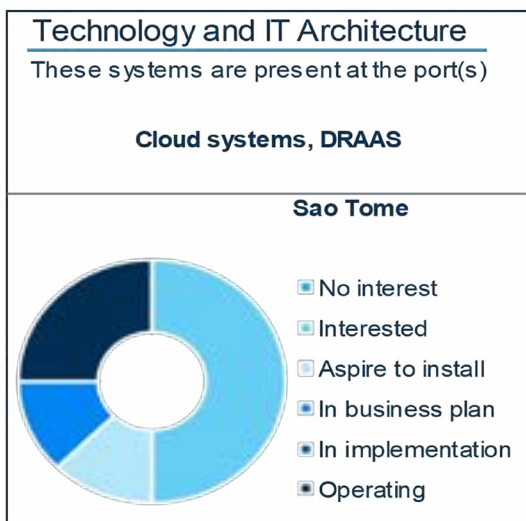 Technology and IT Architecture
These systems are present at the port(s)
Cloud systems, DRAAS
Sao Tome
No interest
Interested
Aspire to install
In business plan
In implementation
Operating